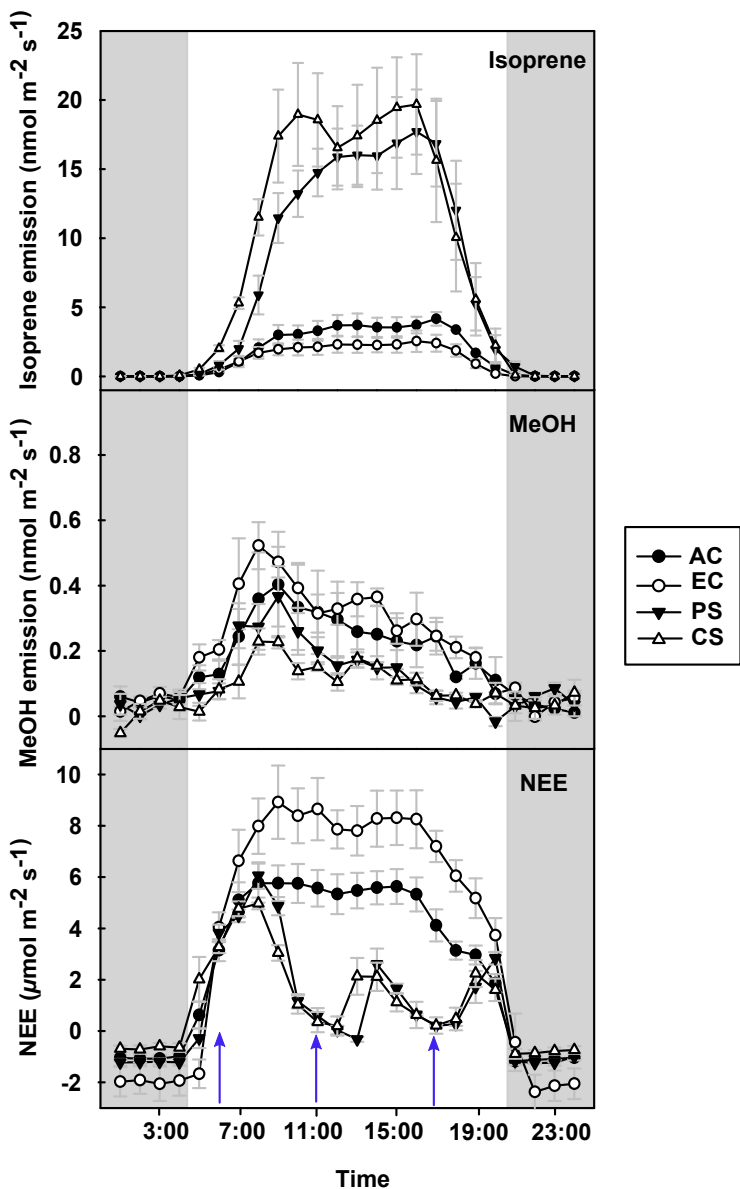 Isoprene emission (nmol m-2 s-1)
25
20
15
10
5
0
Isoprene
MeOH emission (nmol m-2 s-1)
0.8
0.6
0.4
0.2
0
MeOH
NEE (µmol m-2 s-1)
10
8
6
4
2
0
-2
NEE
3:00 7:00 11:00 15:00 19:00 23:00
Time
AC
EC
PS
CS